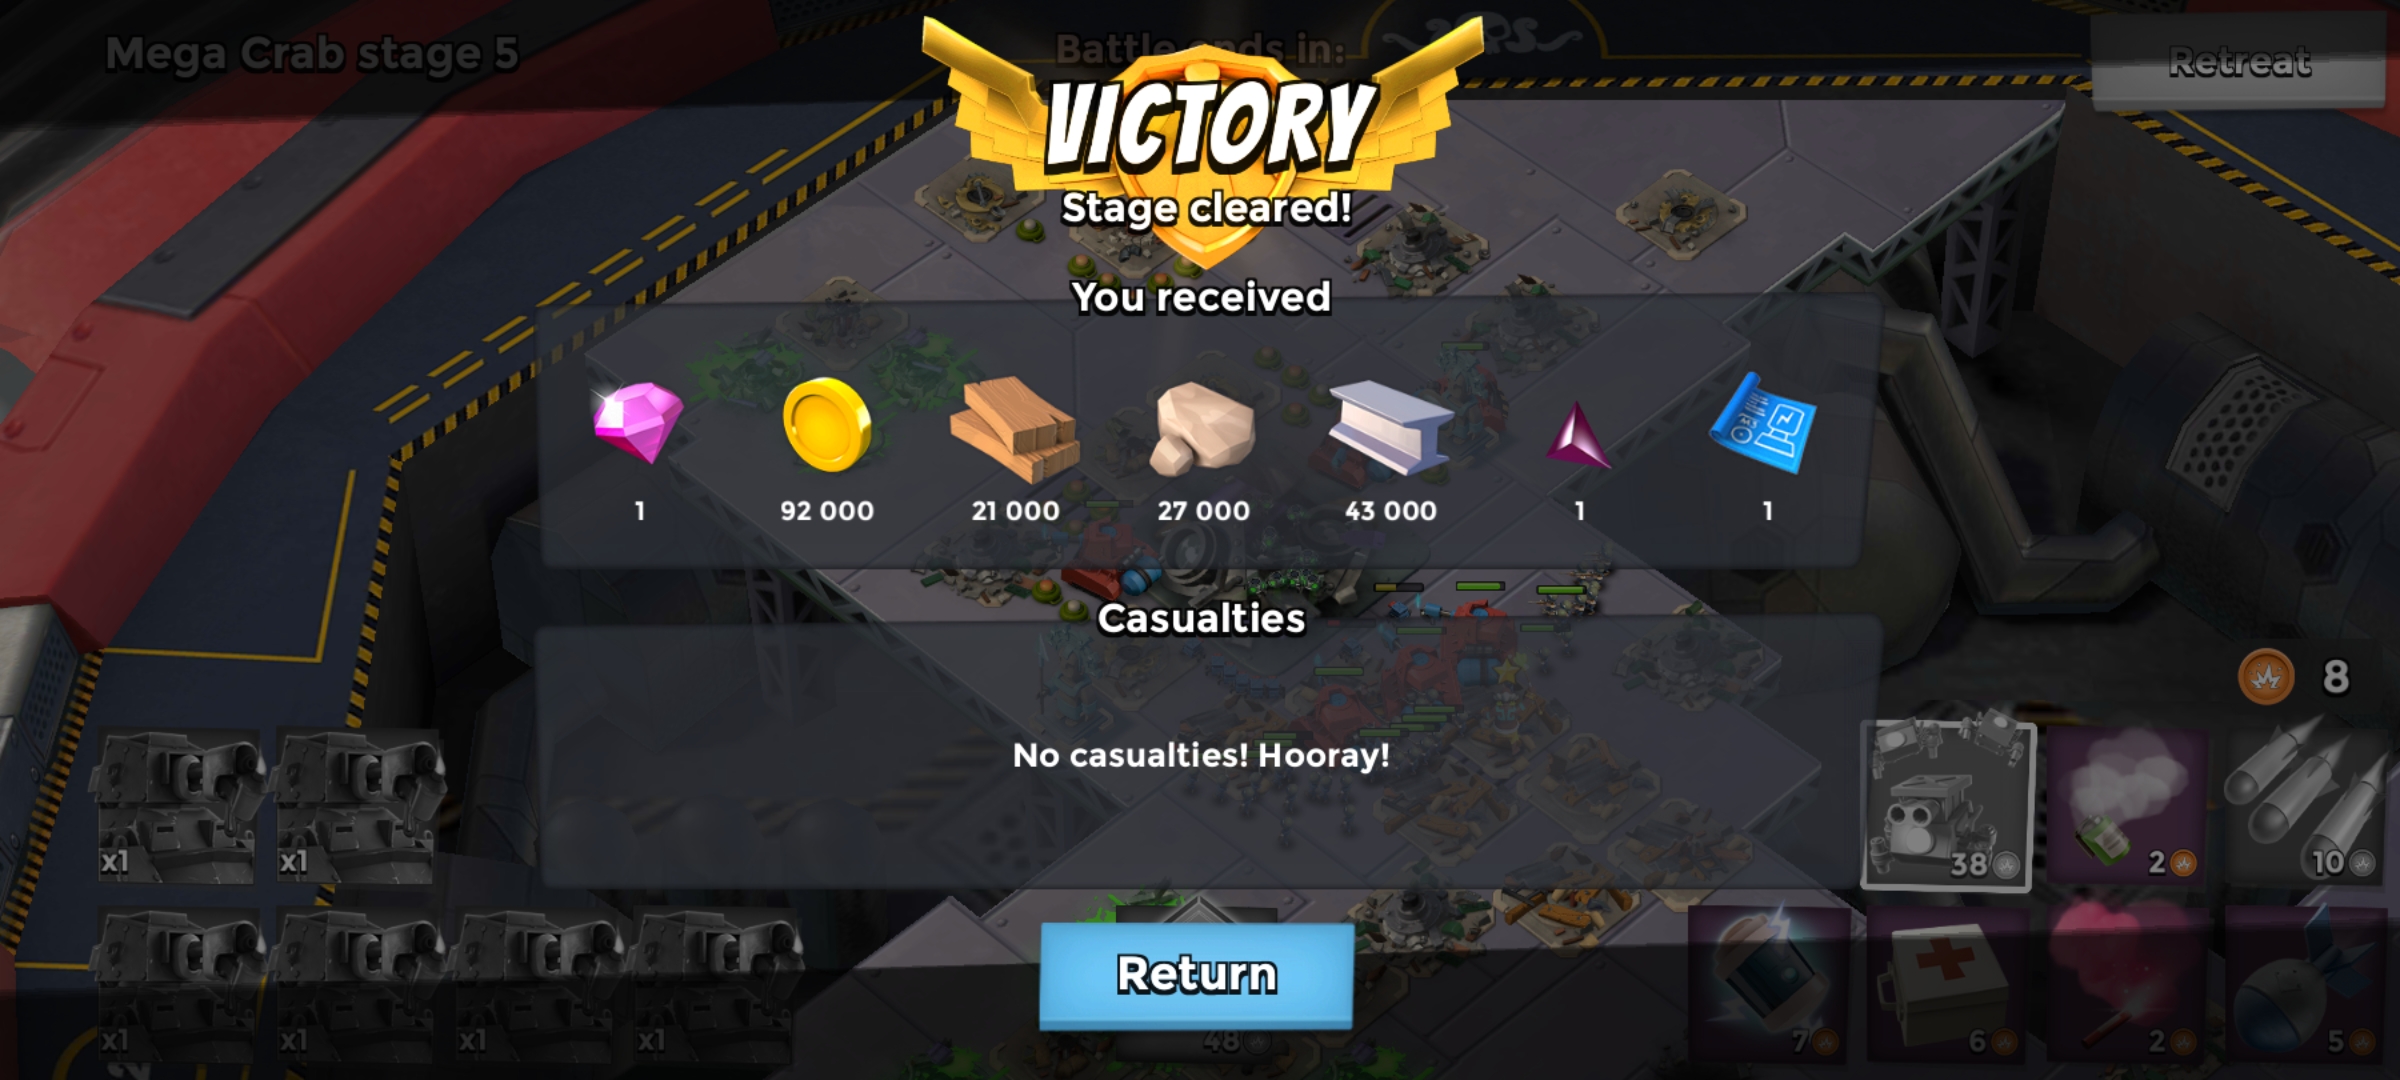 Mega Crab stage 5
Battle ends in:
Retreat
VICTORY
Stage cleared!
You received
1
92 000
21 000
27 000
43 000
1
1
Casualties
No casualties! Hooray!
8
x1
x1
38
2
10
Return
x1
x1
x1
x1
48
7
6
2
5